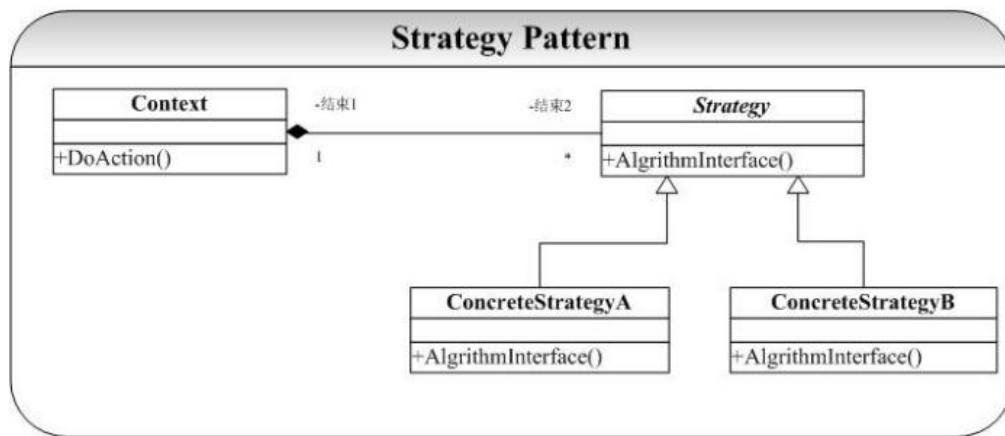 Strategy Pattern
Context
-结束1
-结束2
Strategy
+DoAction()
1
*
+AlgrithmInterface()
ConcreteStrategyA
ConcreteStrategyB
+AlgrithmInterface()
+AlgrithmInterface()